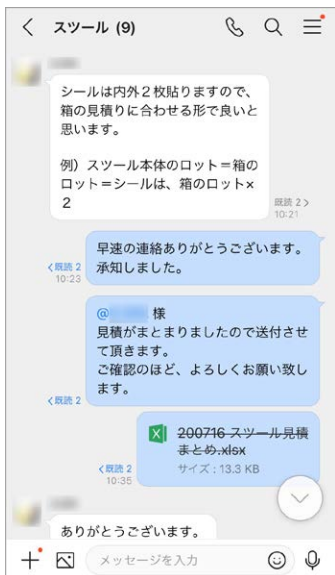 スツール (9)
シールは内外２枚貼りますので、
箱の見積りに合わせる形で良いと
思います。
例）スツール本体のロット＝箱の
ロット＝シールは、箱のロット×
２
既読 2 >
10:21
早速の連絡ありがとうございます。
承知しました。
< 既読 2
10:23
@ 様
見積がまとまりましたので送付させ
て頂きます。
ご確認のほど、よろしくお願い致し
ます。
< 既読 2
200716 スツール見積
まとめ.xlsx
サイズ : 13.3 KB
< 既読 2
10:35
ありがとうございます。
メッセージを入力